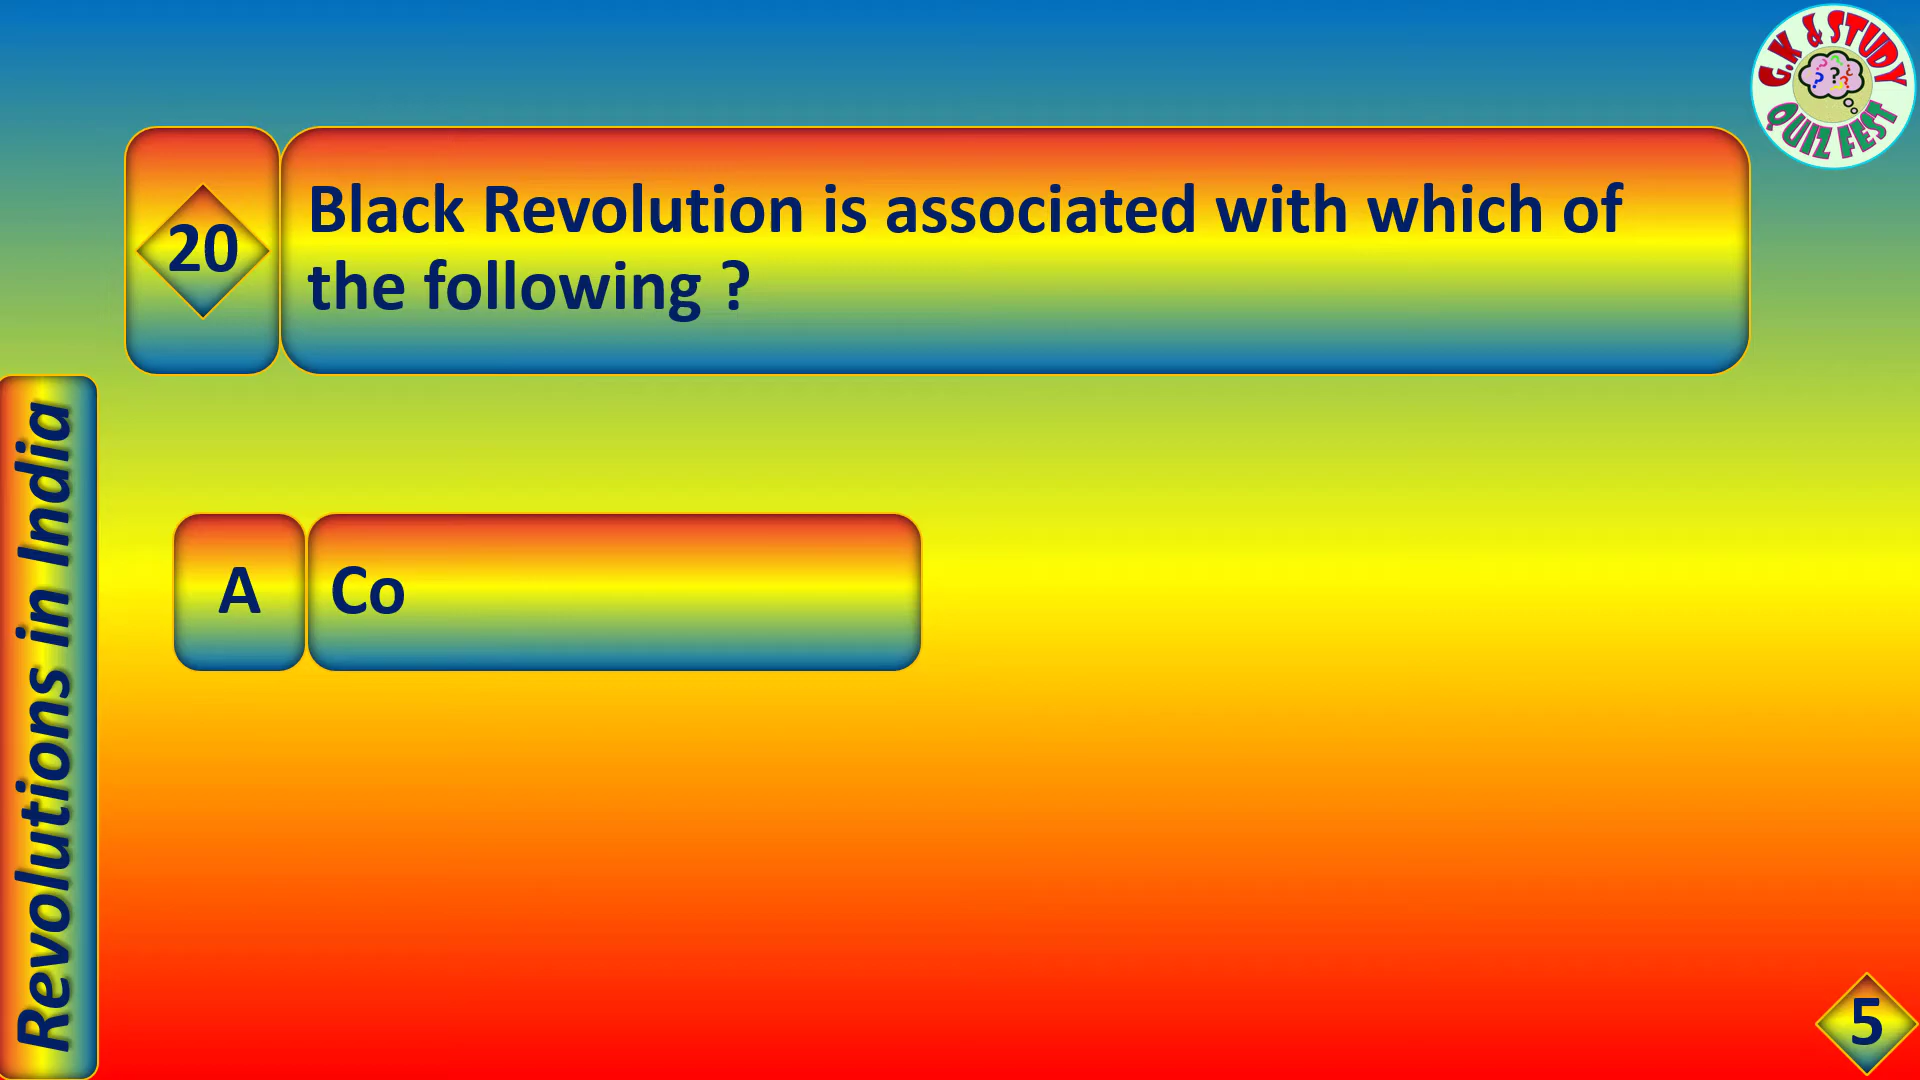 G.K & STUDY
QUIZ FEST
20
Black Revolution is associated with which of
the following ?
Revolutions in India
A
Co
5